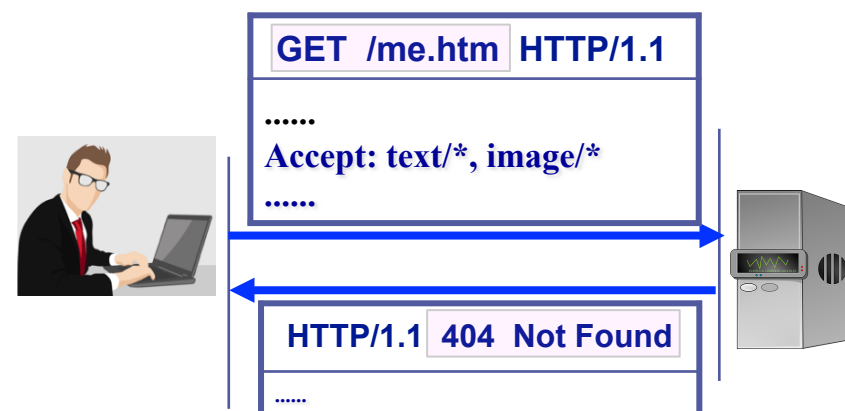 GET /me.htm HTTP/1.1
......
Accept: text/*, image/*
......
HTTP/1.1 404 Not Found
......